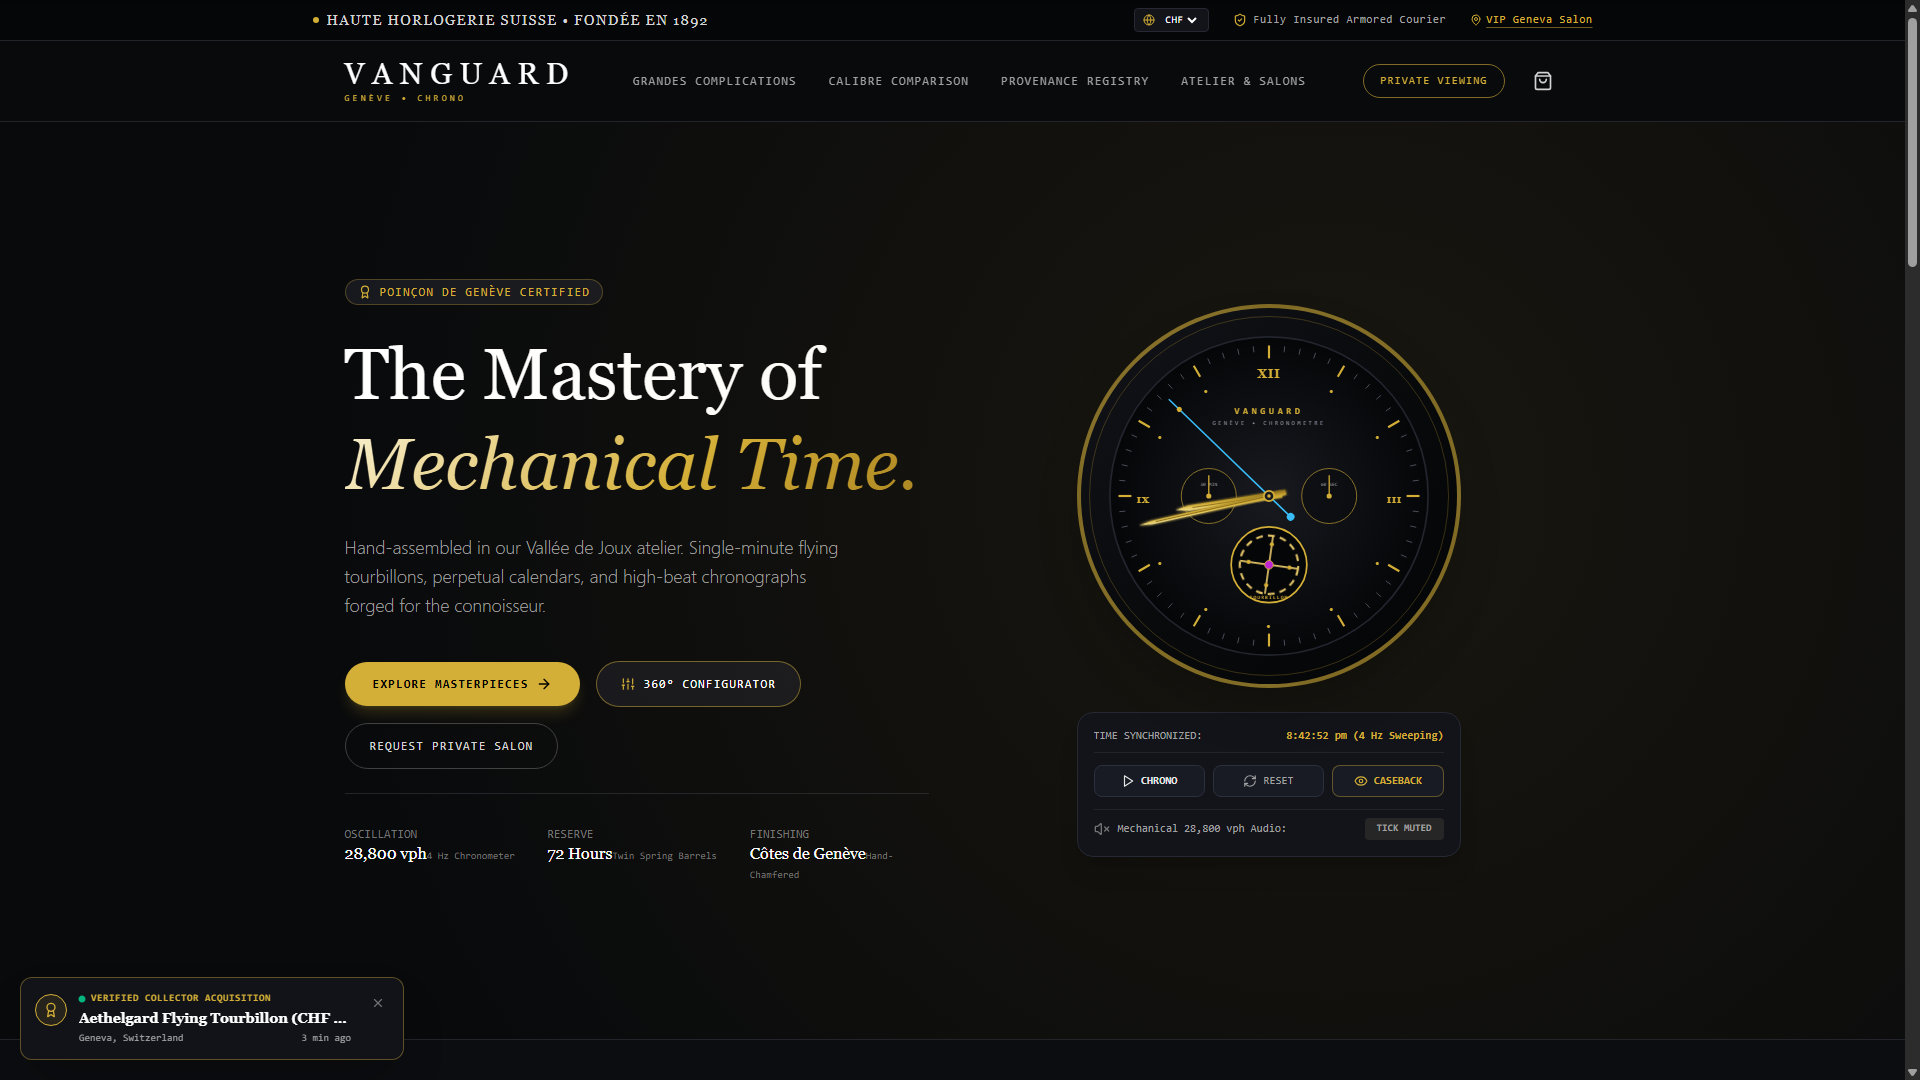 HAUTE HORLOGERIE SUISSE • FONDÉE EN 1892
CHF
Fully Insured Armored Courier
VIP Geneva Salon
VANGUARD
GENÈVE • CHRONO
GRANDES COMPLICATIONS
CALIBRE COMPARISON
PROVENANCE REGISTRY
ATELIER & SALONS
PRIVATE VIEWING
POINÇON DE GENÈVE CERTIFIED
The Mastery of
Mechanical Time.
Hand-assembled in our Vallée de Joux atelier. Single-minute flying
tourbillons, perpetual calendars, and high-beat chronographs
forged for the connoisseur.
EXPLORE MASTERPIECES
360° CONFIGURATOR
REQUEST PRIVATE SALON
OSCILLATION
28,800 vph4 Hz Chronometer
RESERVE
72 HoursTwin Spring Barrels
FINISHING
Côtes de GenèveHand-
Chamfered
XII
VANGUARD
GENÈVE • CHRONOMETRE
IX
III
TOURBILLON
TIME SYNCHRONIZED:
8:42:52 pm (4 Hz Sweeping)
CHRONO
RESET
CASEBACK
Mechanical 28,800 vph Audio:
TICK MUTED
VERIFIED COLLECTOR ACQUISITION
Aethelgard Flying Tourbillon (CHF ...
Geneva, Switzerland
3 min ago